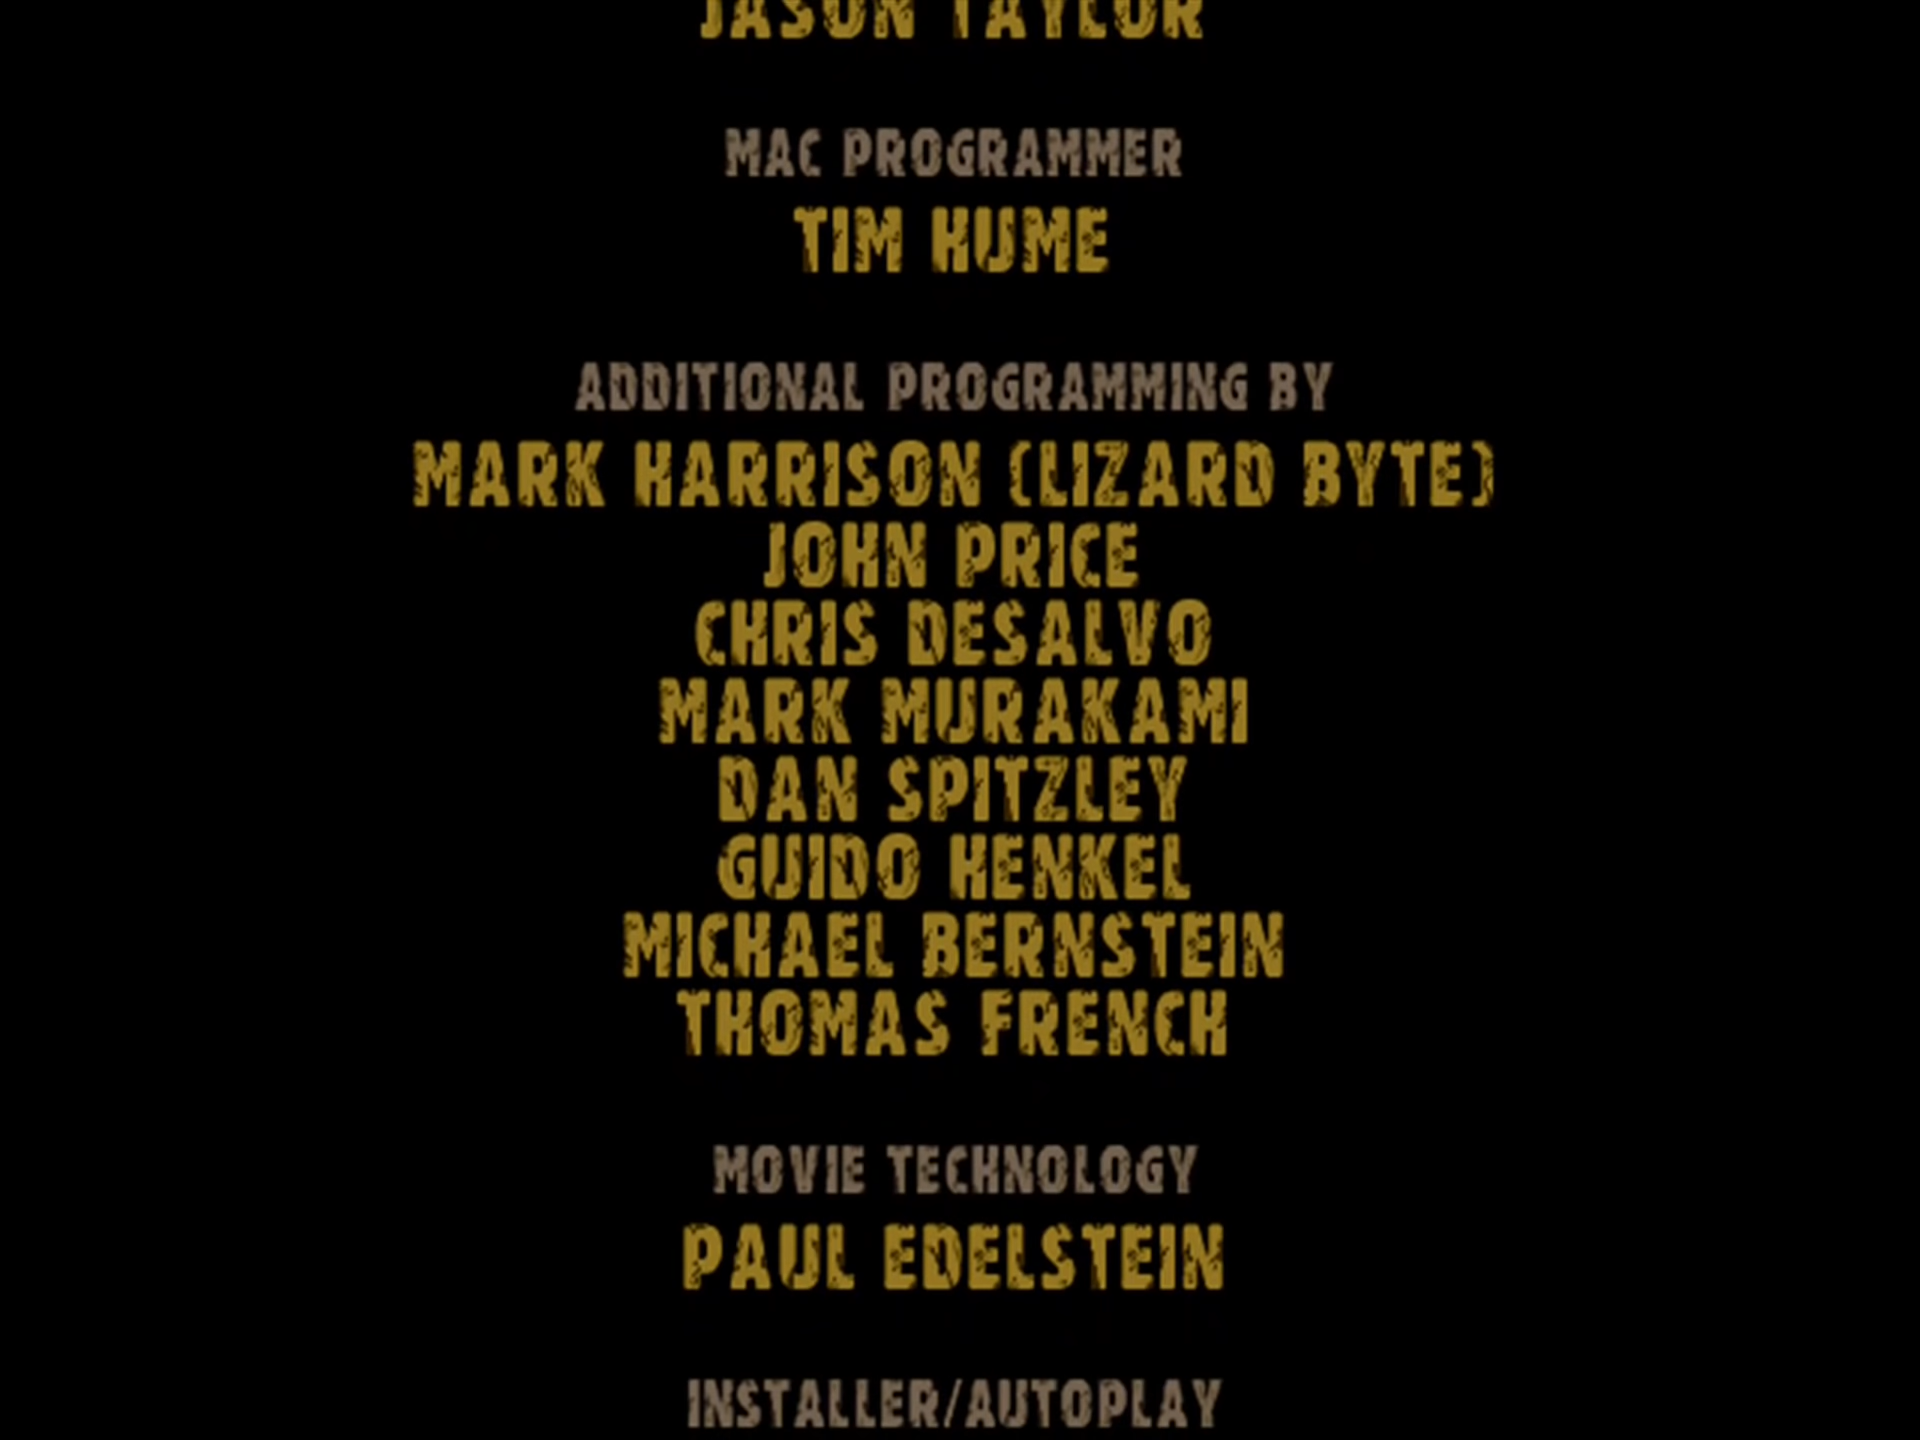 JASON TAYLOR
MAC PROGRAMMER
TIM HUME
ADDITIONAL PROGRAMMING BY
MARK HARRISON (LIZARD BYTE)
JOHN PRICE
CHRIS DESALVO
MARK MURAKAMI
DAN SPITZLEY
GUIDO HENKEL
MICHAEL BERNSTEIN
THOMAS FRENCH
MOVIE TECHNOLOGY
PAUL EDELSTEIN
INSTALLER/AUTOPLAY